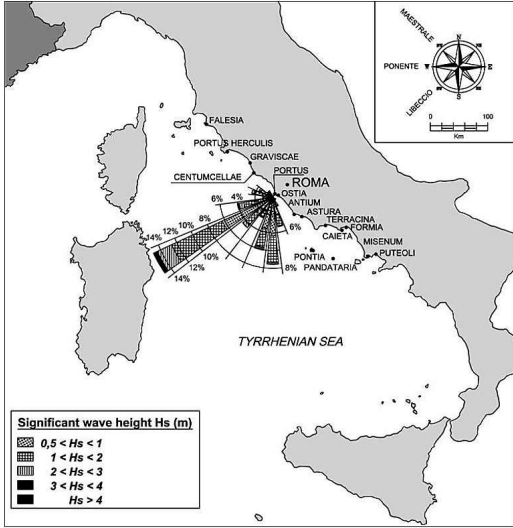 MAESTRALE
N
PONENTE
W
E
LIBECCIO
S
0
100
Km
FALESIA
PORTUS HERCULIS
GRAVISCAE
PORTUS
CENTUMCELLAE
ROMA
OSTIA
ANTIUM
ASTURA
TERRACINA
FORMIA
CAIETA
MISENUM
PUTEOLI
PONTIA
PANDATARIA
6%
4%
8%
10%
12%
14%
6%
8%
10%
12%
14%
TYRRHENIAN SEA
Significant wave height Hs (m)
0,5 < Hs < 1
1 < Hs < 2
2 < Hs < 3
3 < Hs < 4
Hs > 4